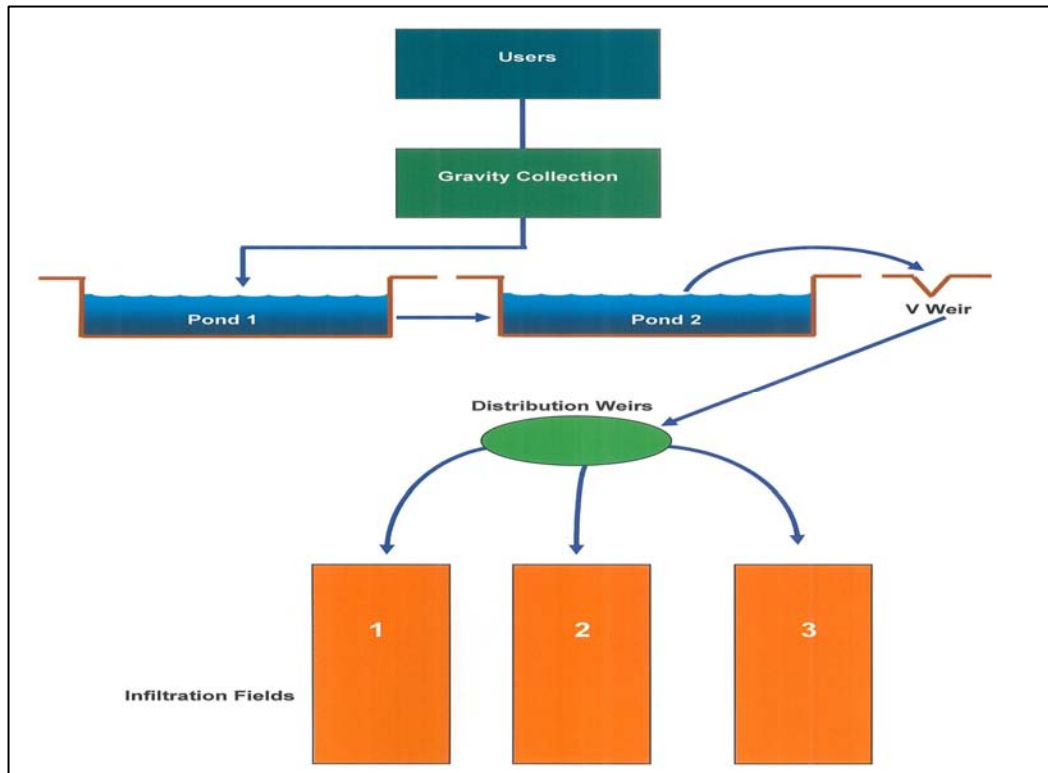 Users
Gravity Collection
Pond 1
Pond 2
V Weir
Distribution Weirs
1
2
3
Infiltration Fields